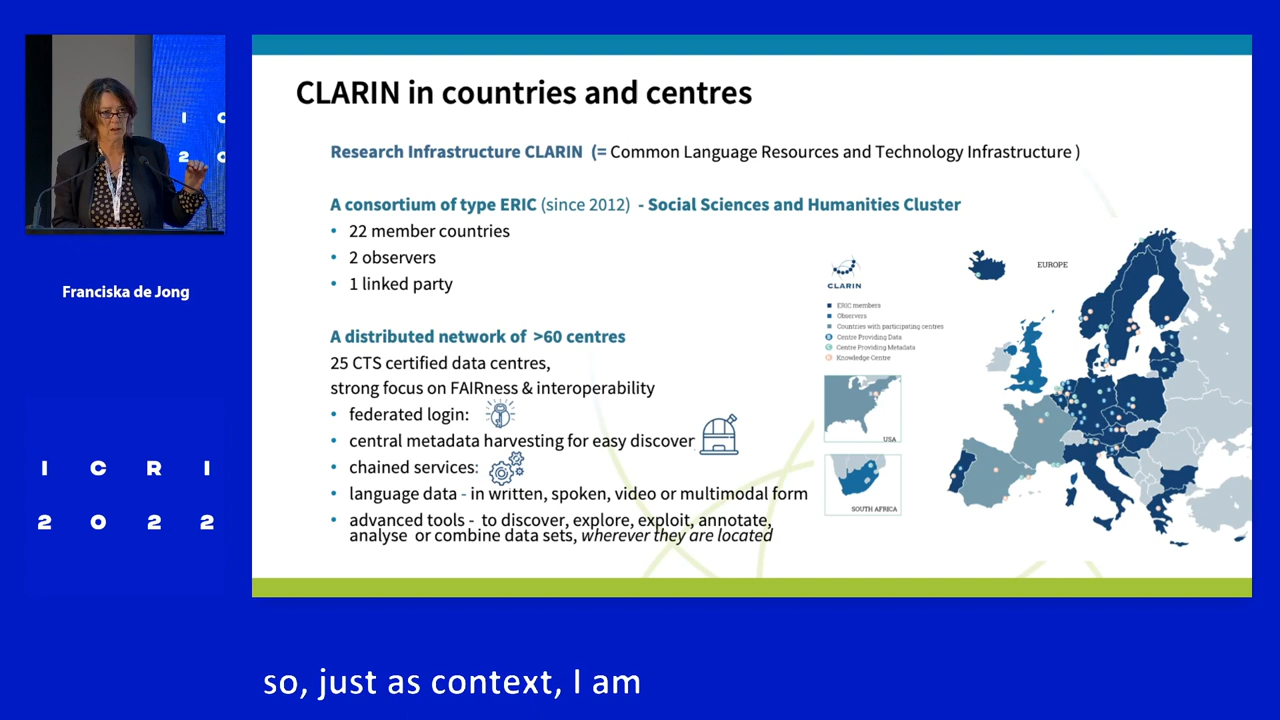 I C
2 0
Franciska de Jong
I C R I
2 0 2 2
CLARIN in countries and centres
Research Infrastructure CLARIN (= Common Language Resources and Technology Infrastructure )
A consortium of type ERIC (since 2012) - Social Sciences and Humanities Cluster
• 22 member countries
• 2 observers
• 1 linked party
A distributed network of >60 centres
25 CTS certified data centres,
strong focus on FAIRness & interoperability
• federated login:
• central metadata harvesting for easy discover
• chained services:
• language data - in written, spoken, video or multimodal form
• advanced tools - to discover, explore, exploit, annotate,
analyse or combine data sets, wherever they are located
CLARIN
EUROPE
ERIC members
Observers
Countries with participating centres
Centre Providing Data
Centre Providing Metadata
Knowledge Centre
USA
SOUTH AFRICA
so, just as context, I am